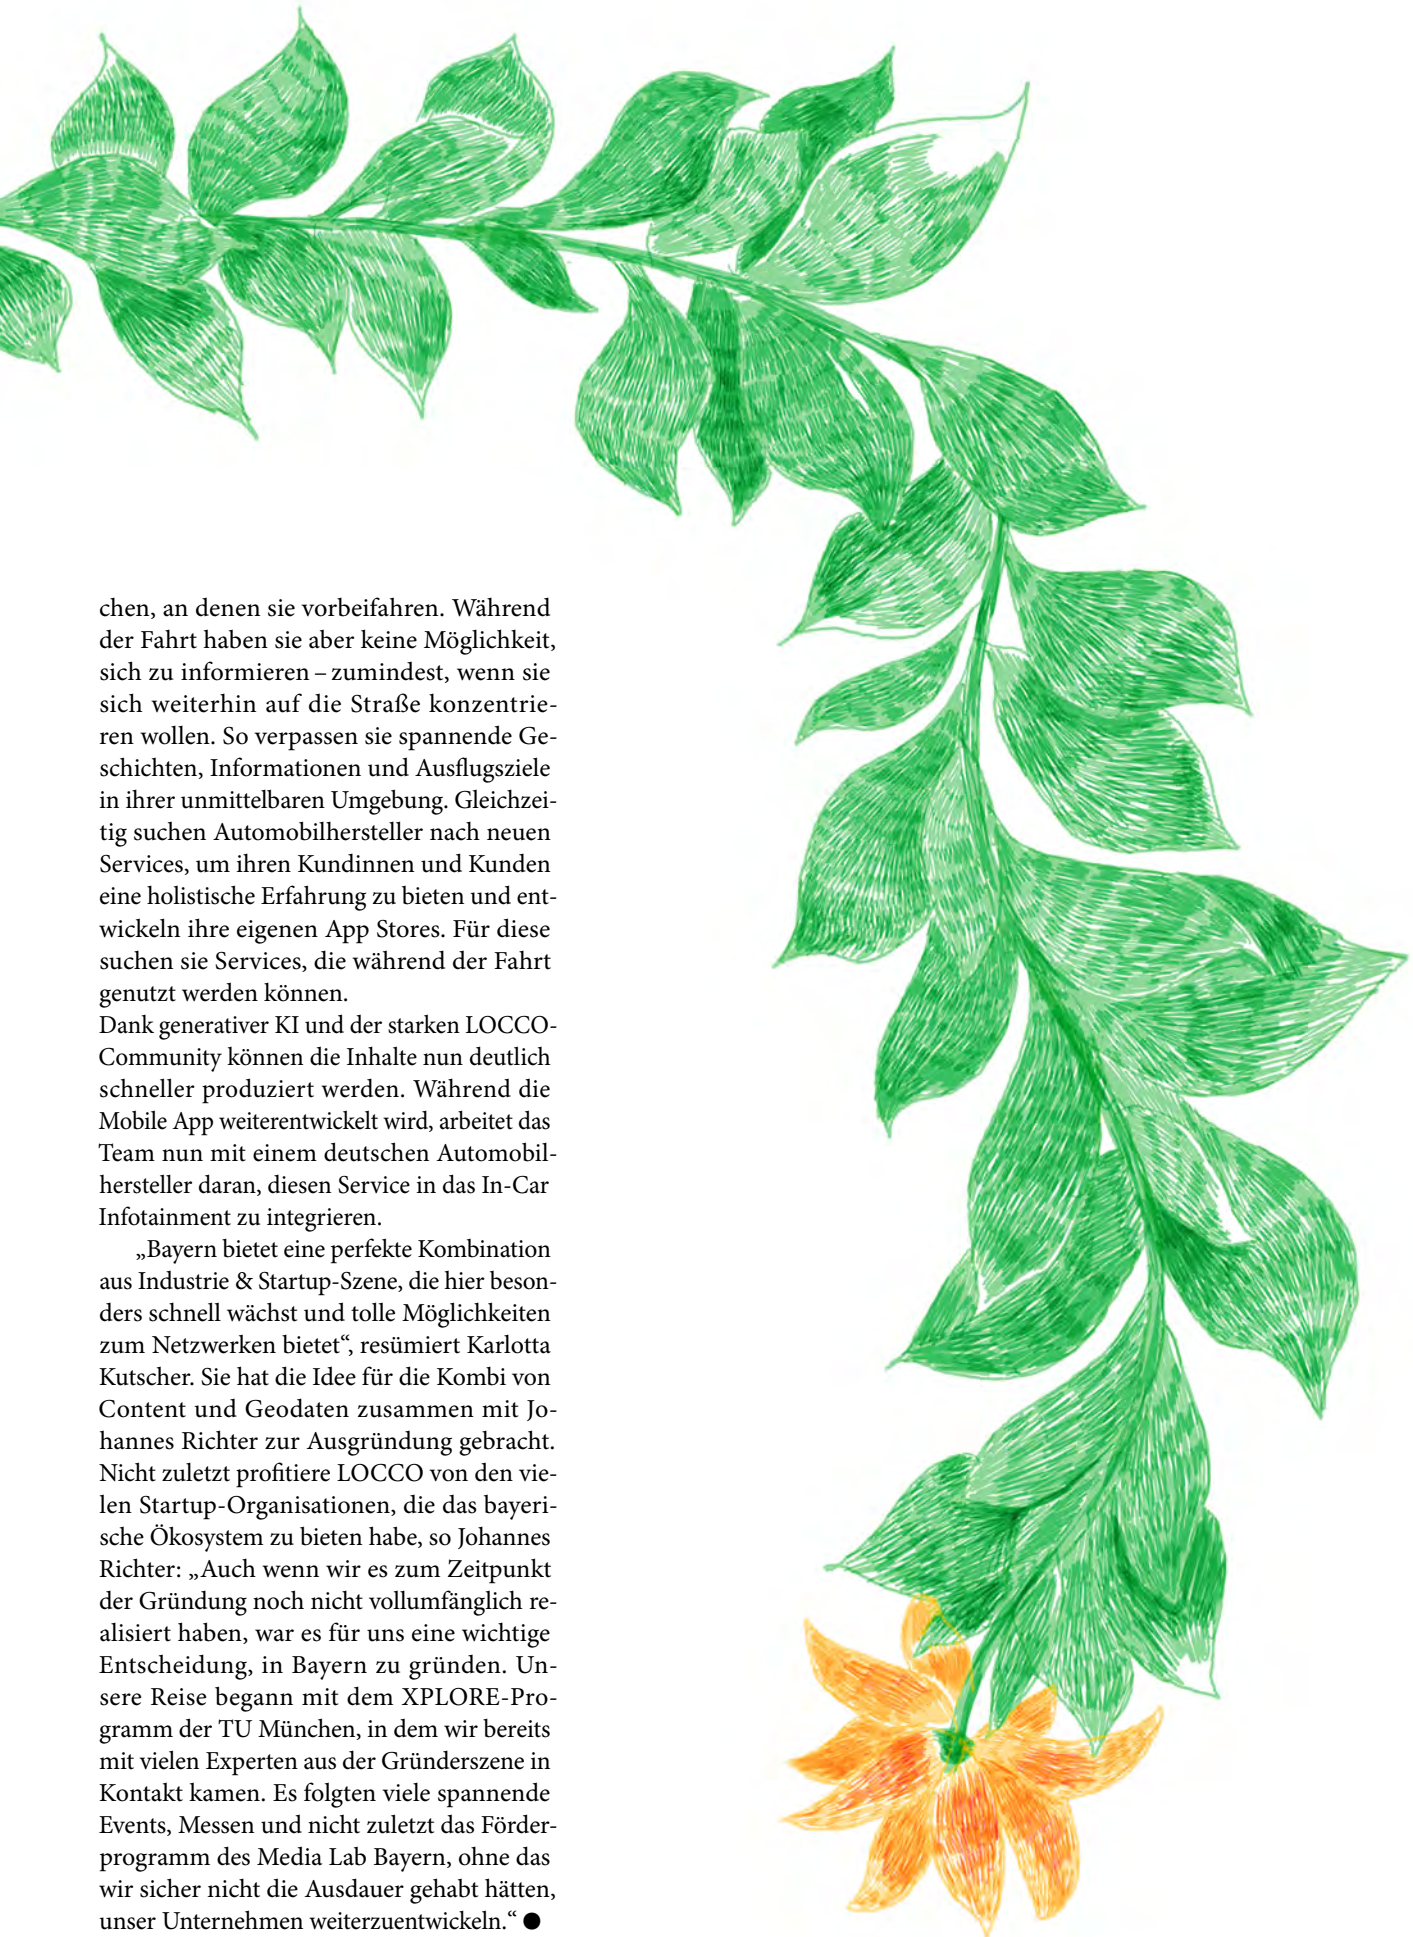 chen, an denen sie vorbeifahren. Während
der Fahrt haben sie aber keine Möglichkeit,
sich zu informieren – zumindest, wenn sie
sich weiterhin auf die Straße konzentrie-
ren wollen. So verpassen sie spannende Ge-
schichten, Informationen und Ausflugsziele
in ihrer unmittelbaren Umgebung. Gleichzei-
tig suchen Automobilhersteller nach neuen
Services, um ihren Kundinnen und Kunden
eine holistische Erfahrung zu bieten und ent-
wickeln ihre eigenen App Stores. Für diese
suchen sie Services, die während der Fahrt
genutzt werden können.
Dank generativer KI und der starken LOCCO-
Community können die Inhalte nun deutlich
schneller produziert werden. Während die
Mobile App weiterentwickelt wird, arbeitet das
Team nun mit einem deutschen Automobil-
hersteller daran, diesen Service in das In-Car
Infotainment zu integrieren.
„Bayern bietet eine perfekte Kombination
aus Industrie & Startup-Szene, die hier beson-
ders schnell wächst und tolle Möglichkeiten
zum Netzwerken bietet“, resümiert Karlotta
Kutscher. Sie hat die Idee für die Kombi von
Content und Geodaten zusammen mit Jo-
hannes Richter zur Ausgründung gebracht.
Nicht zuletzt profitiere LOCCO von den vie-
len Startup-Organisationen, die das bayeri-
sche Ökosystem zu bieten habe, so Johannes
Richter: „Auch wenn wir es zum Zeitpunkt
der Gründung noch nicht vollumfänglich re-
alisiert haben, war es für uns eine wichtige
Entscheidung, in Bayern zu gründen. Un-
sere Reise begann mit dem XPLORE-Pro-
gramm der TU München, in dem wir bereits
mit vielen Experten aus der Gründerszene in
Kontakt kamen. Es folgten viele spannende
Events, Messen und nicht zuletzt das Förder-
programm des Media Lab Bayern, ohne das
wir sicher nicht die Ausdauer gehabt hätten,
unser Unternehmen weiterzuentwickeln.“ ●